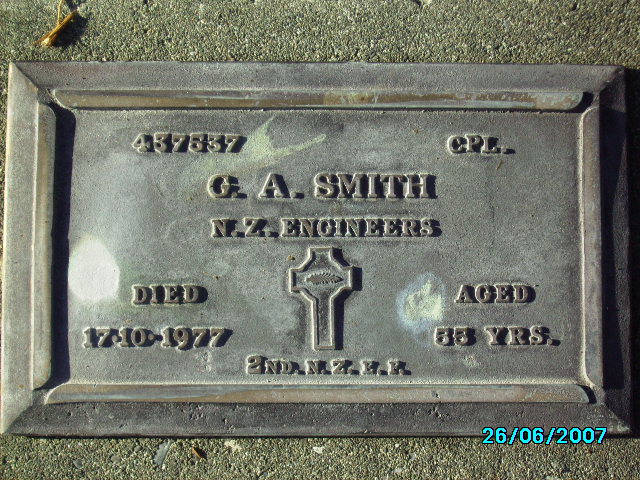 437537 CPL.
G. A. SMITH
N.Z. ENGINEERS
DIED AGED
17·10·1977 55 YRS.
2ND. N.Z.E.F.
26/06/2007